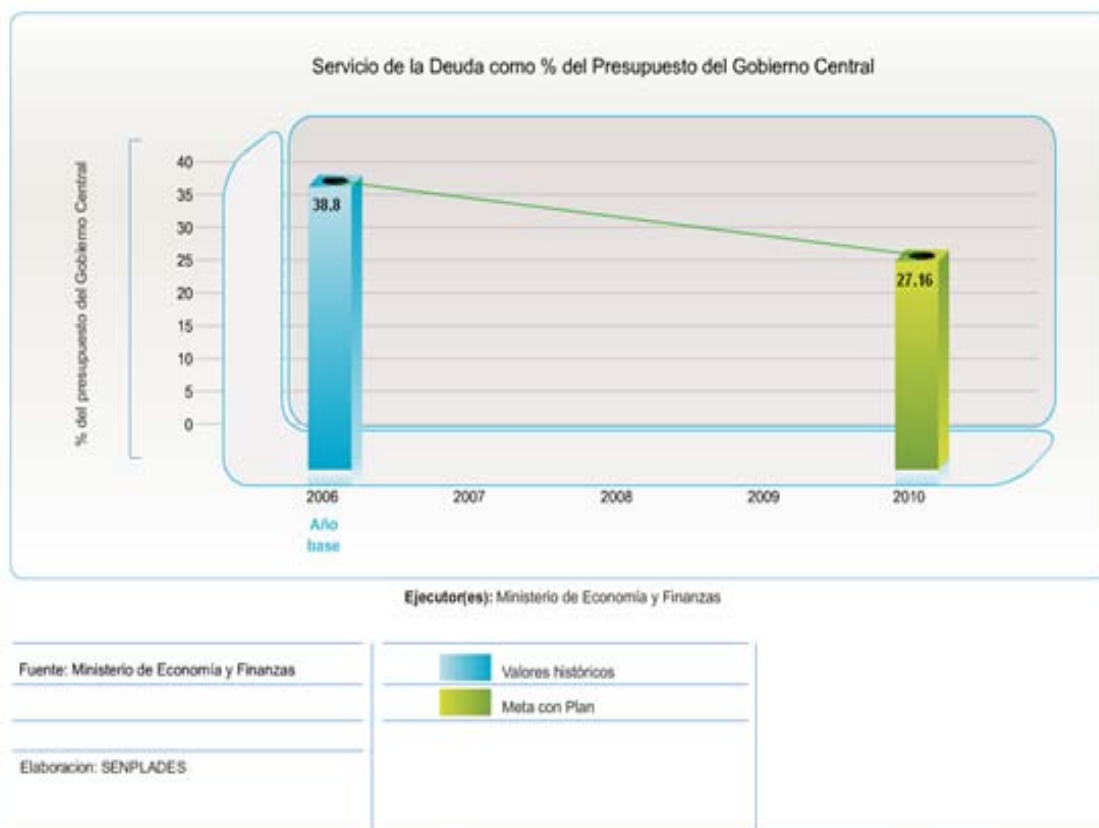 Servicio de la Deuda como % del Presupuesto del Gobierno Central
% del presupuesto del Gobierno Central
40
35
30
25
20
15
10
5
0
38.8
27.16
2006 2007 2008 2009 2010
Año
base
Ejecutor(es): Ministerio de Economía y Finanzas
Fuente: Ministerio de Economía y Finanzas
Valores históricos
Meta con Plan
Elaboracion: SENPLADES